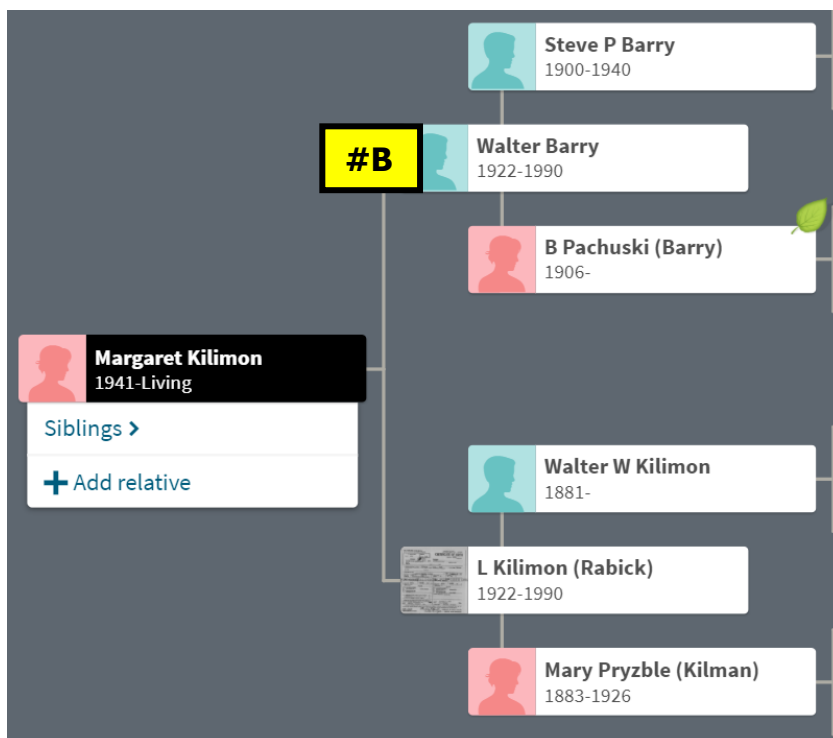 Steve P Barry
1900-1940
#B
Walter Barry
1922-1990
B Pachuski (Barry)
1906-
Margaret Kilimon
1941-Living
Siblings
Add relative
Walter W Kilimon
1881-
L Kilimon (Rabick)
1922-1990
Mary Pryzble (Kilman)
1883-1926